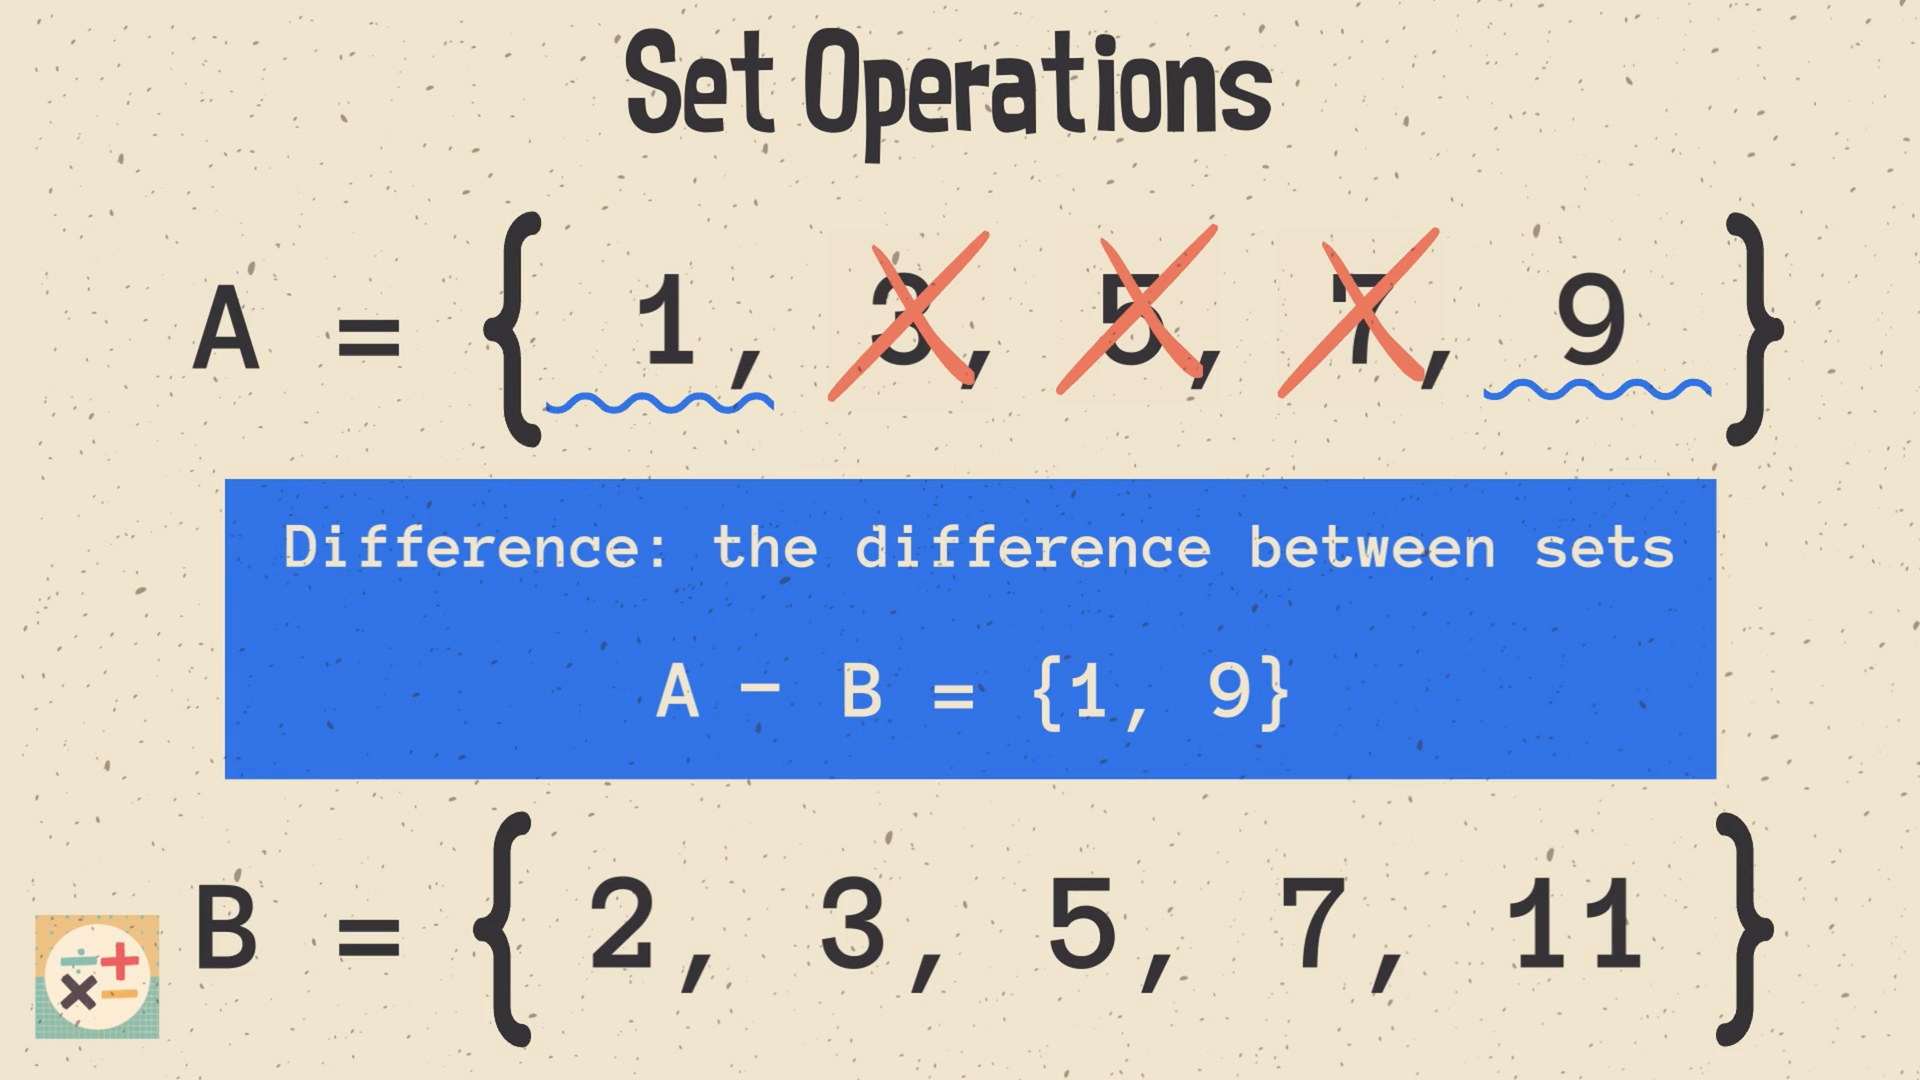 Set Operations
A = { 1, 3, 5, 7, 9 }
Difference: the difference between sets
A - B = {1, 9}
B = { 2, 3, 5, 7, 11 }